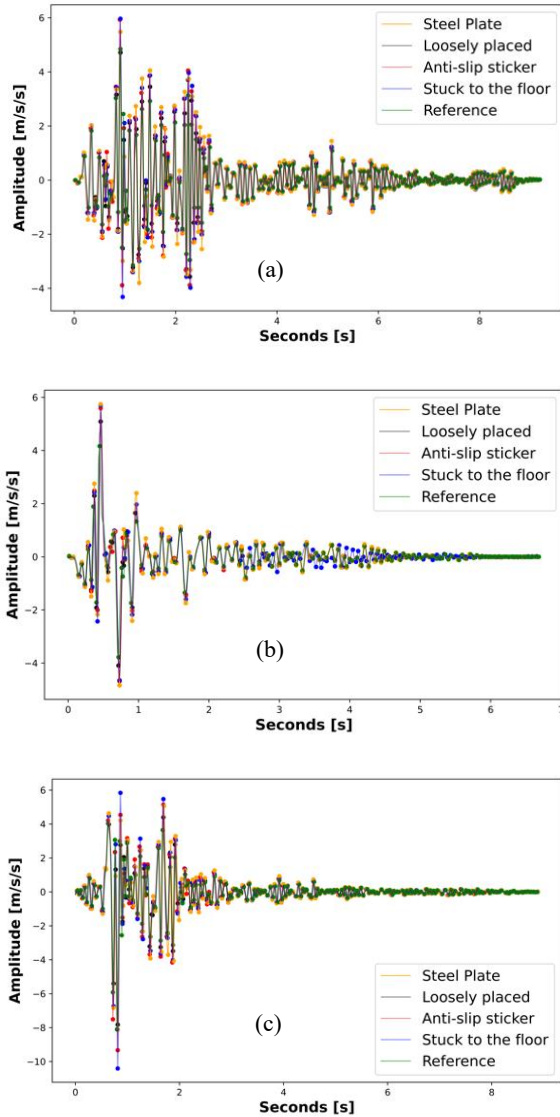 6
4
2
0
−2
−4
Amplitude [m/s/s]
Steel Plate
Loosely placed
Anti-slip sticker
Stuck to the floor
Reference
(a)
0
2
4
6
8
Seconds [s]
6
4
2
0
−2
−4
Amplitude [m/s/s]
Steel Plate
Loosely placed
Anti-slip sticker
Stuck to the floor
Reference
(b)
0
1
2
3
4
5
6
Seconds [s]
6
4
2
0
−2
−4
−6
−8
−10
Amplitude [m/s/s]
Steel Plate
Loosely placed
Anti-slip sticker
Stuck to the floor
Reference
(c)
0
2
4
6
8
Seconds [s]